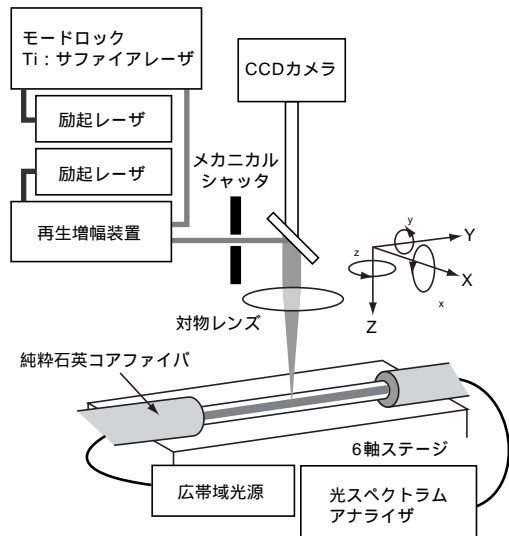 モードロック
Ti：サファイアレーザ
CCDカメラ
励起レーザ
メカニカル
シャッタ
励起レーザ
再生増幅装置
y
Y
z
X
x
Z
対物レンズ
純粋石英コアファイバ
6軸ステージ
広帯域光源
光スペクトラム
アナライザ